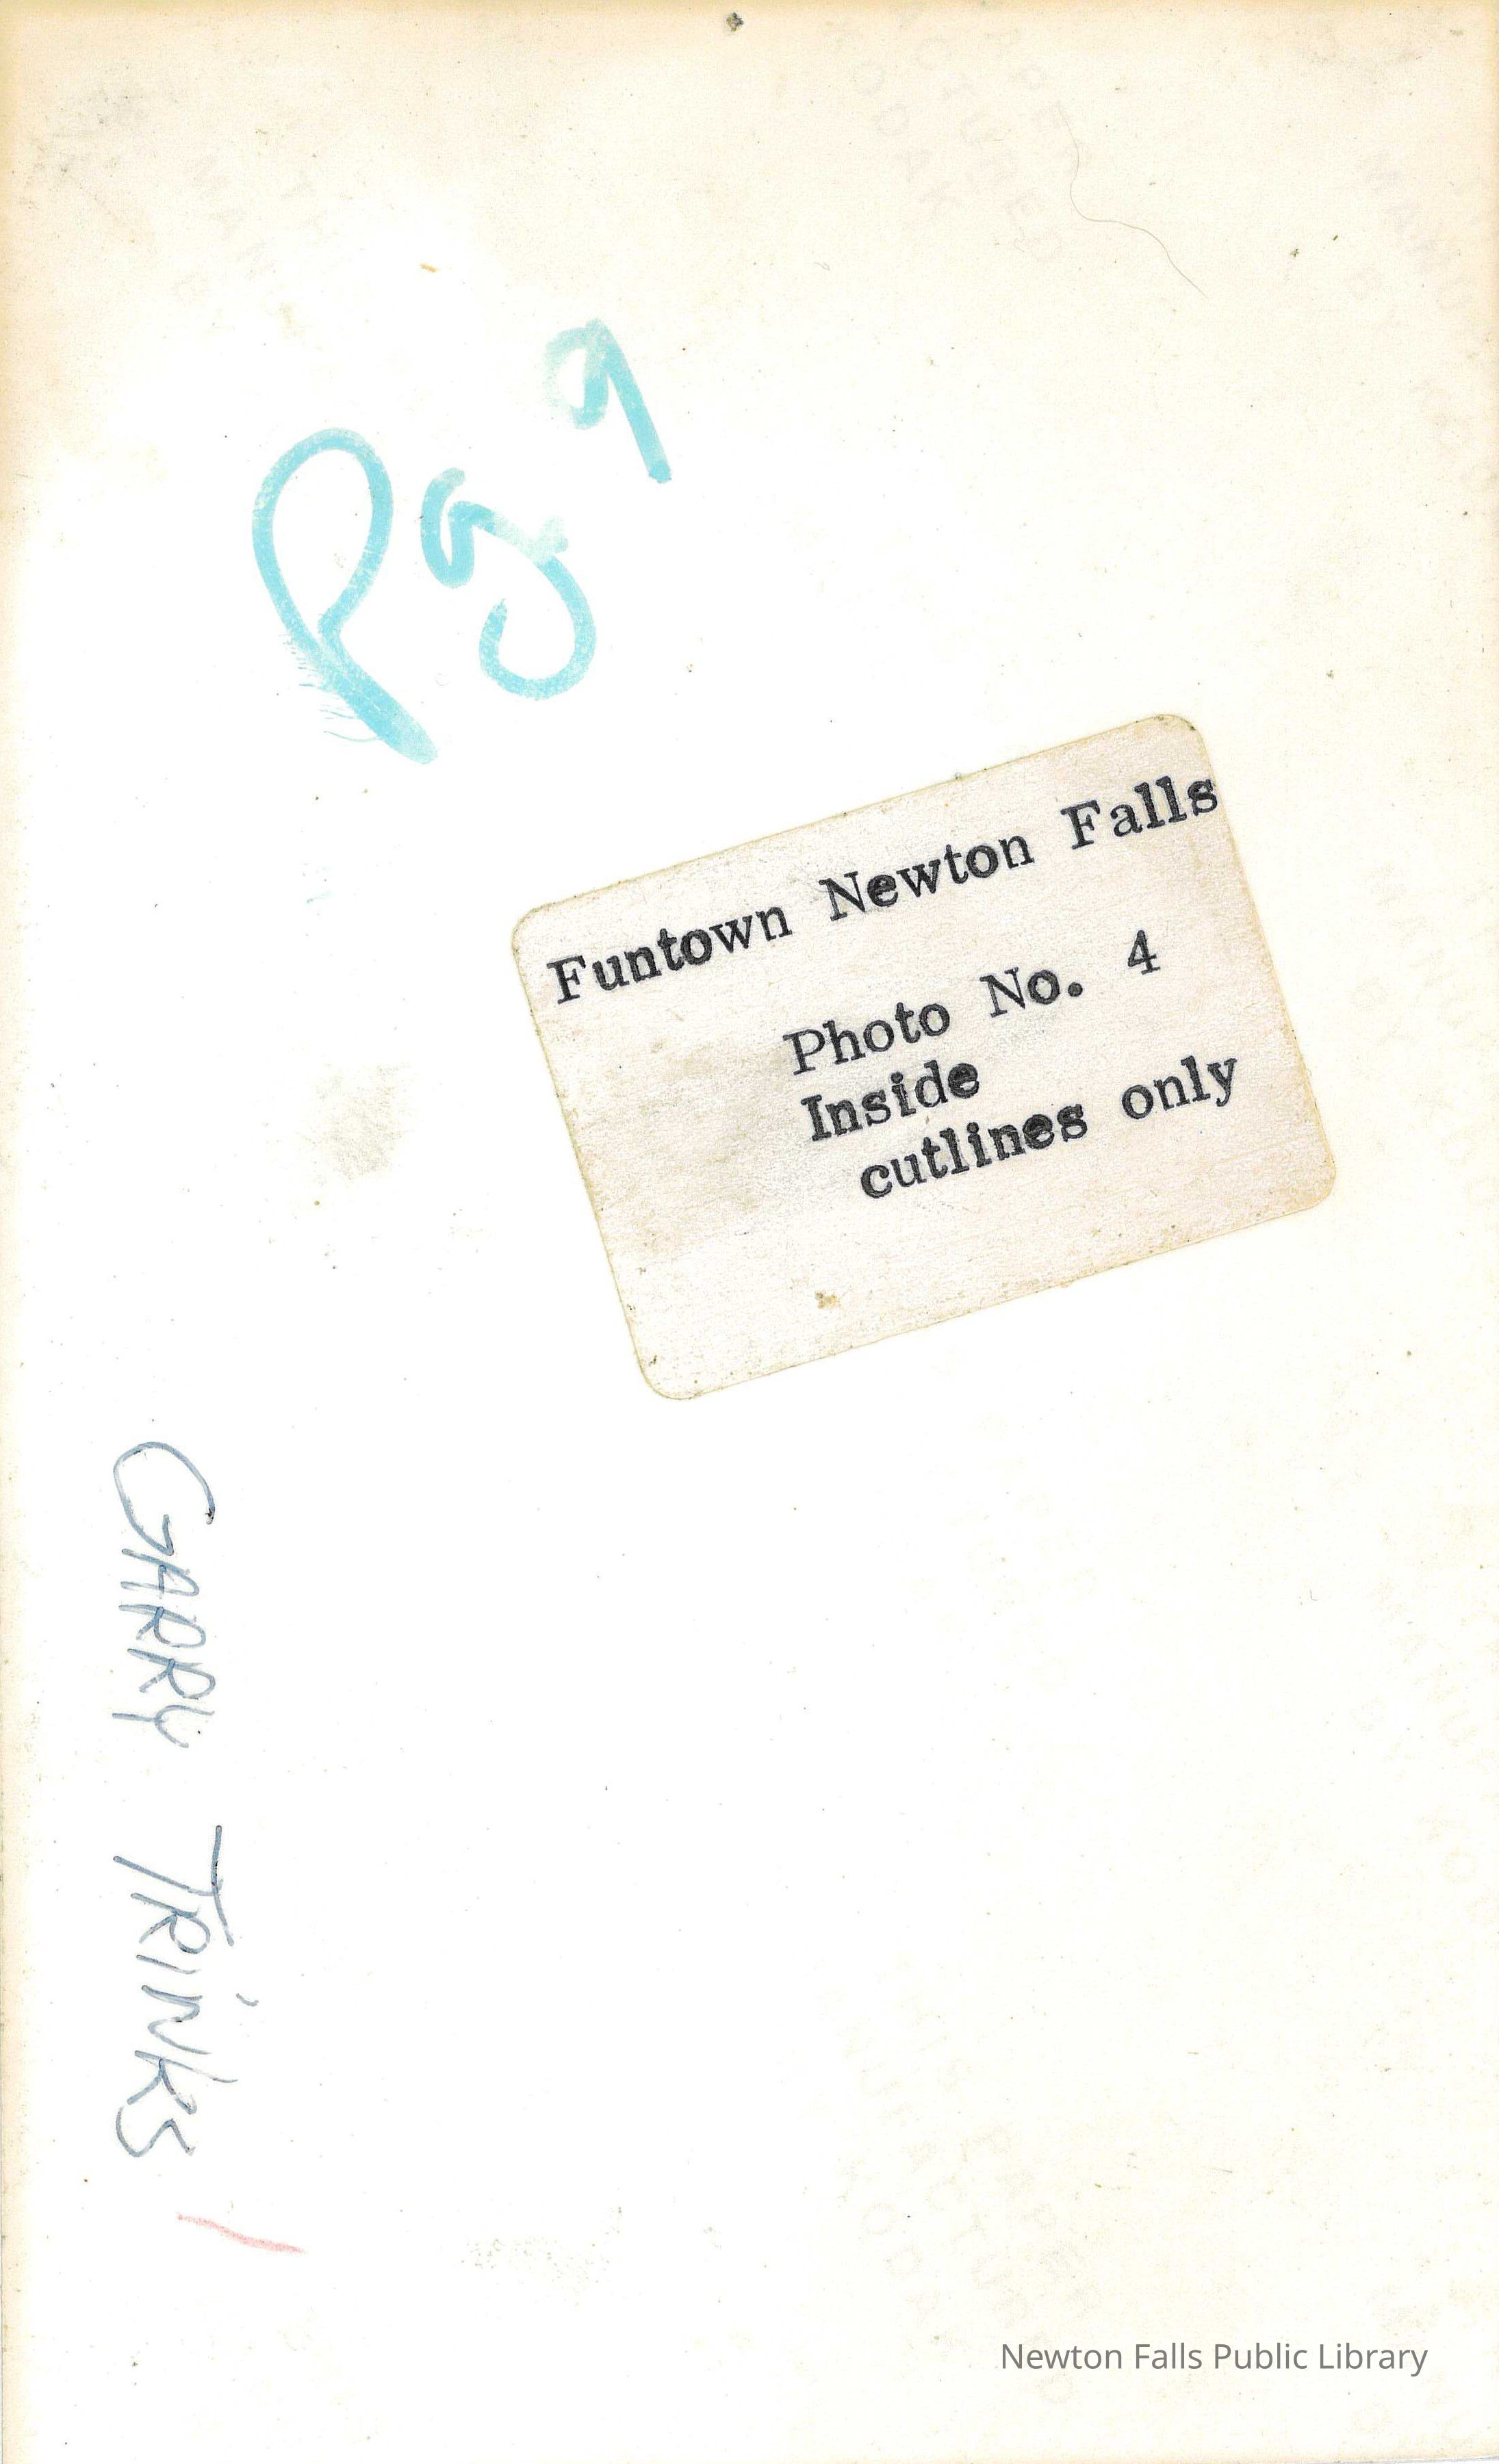 Pg 9
Funtown Newton Falls
Photo No. 4
Inside
cutlines only
GARRY TRINKS
Newton Falls Public Library